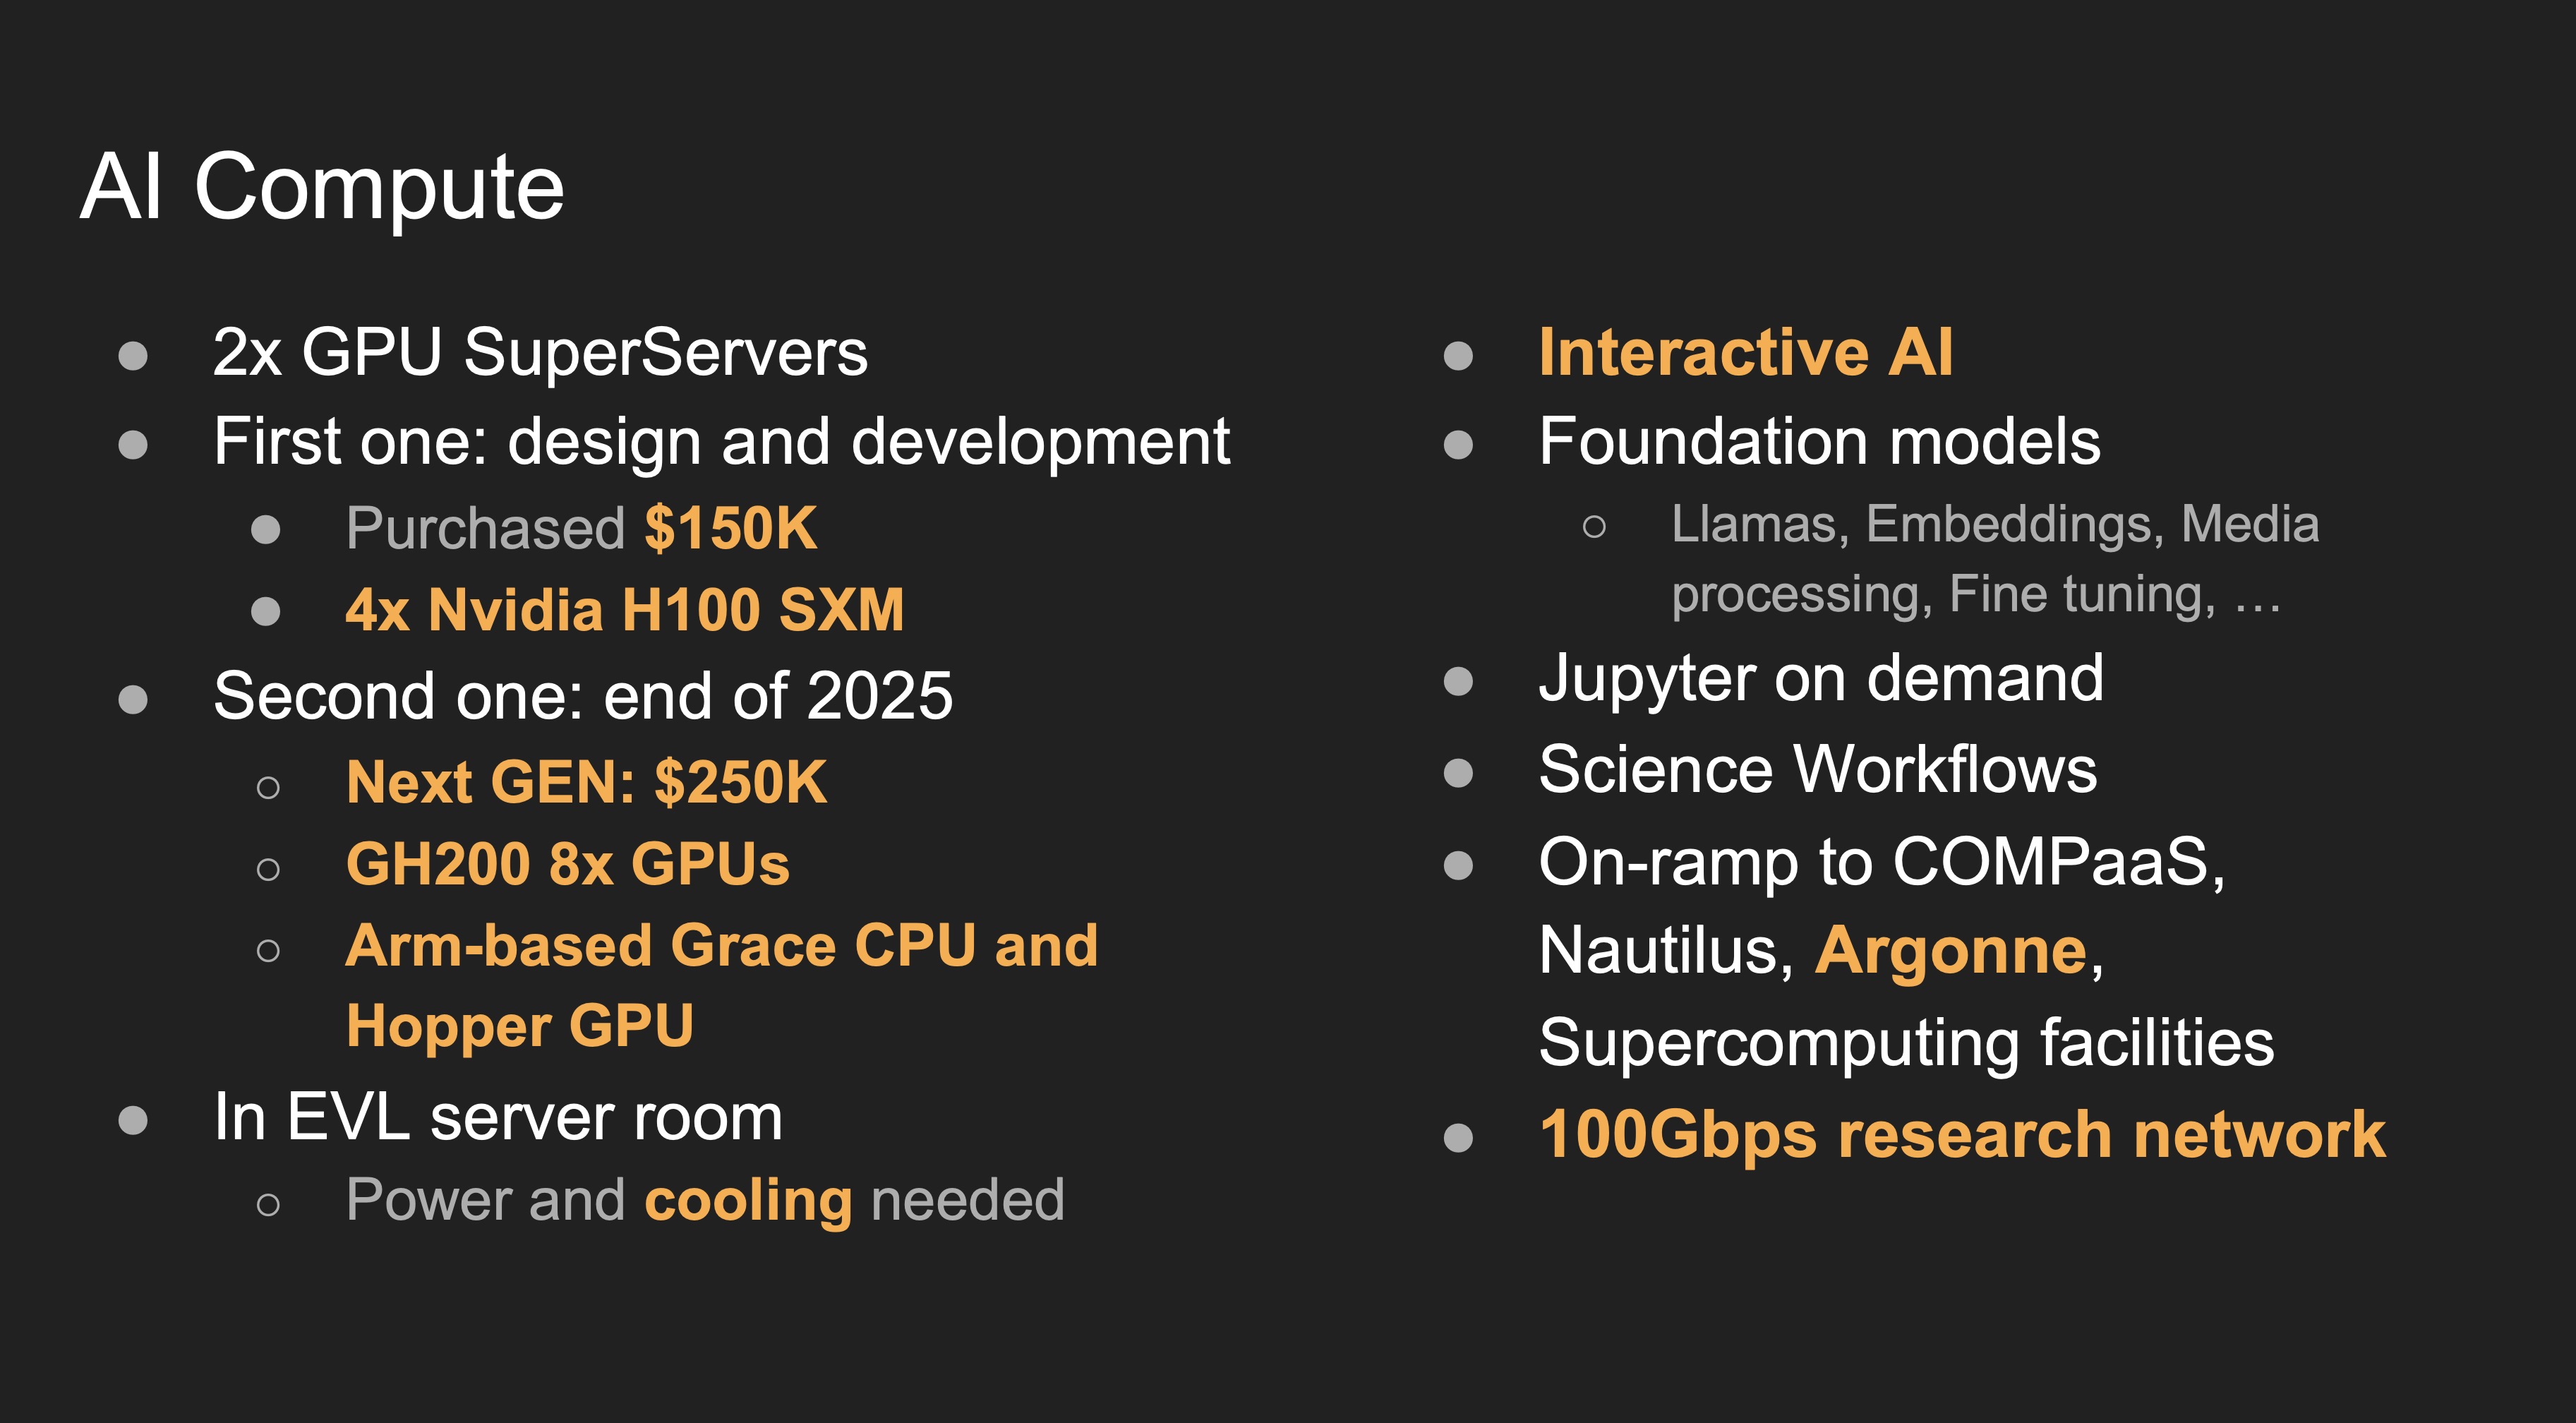 AI Compute
2x GPU SuperServers
First one: design and development
Purchased $150K
4x Nvidia H100 SXM
Second one: end of 2025
Next GEN: $250K
GH200 8x GPUs
Arm-based Grace CPU and
Hopper GPU
In EVL server room
Power and cooling needed
Interactive AI
Foundation models
Llamas, Embeddings, Media
processing, Fine tuning, …
Jupyter on demand
Science Workflows
On-ramp to COMPaaS,
Nautilus, Argonne,
Supercomputing facilities
100Gbps research network